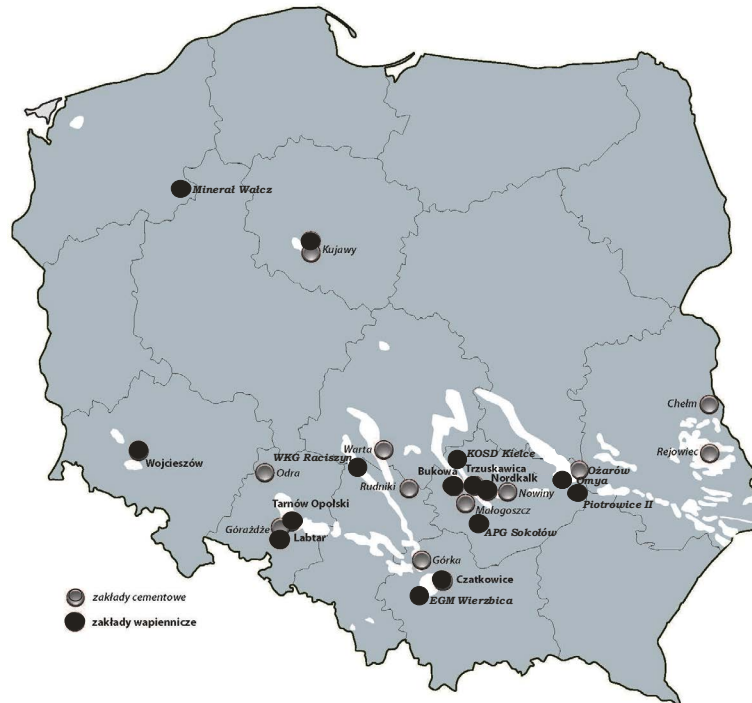 Minerał Wałcz
Kujawy
Chełm
Rejowiec
Warta
KOSD Kielce
WKG Raciszyn
Odra
Wojcieszów
Bukowa
Trzuskawica
Nordkalk
Ożarów
Omya
Rudniki
Nowiny
Piotrowice II
Małogoszcz
Tarnów Opolski
Górażdże
APG Sokołów
Labtar
Górka
Czatkowice
EGM Wierzbica
zakłady cementowe
zakłady wapiennicze